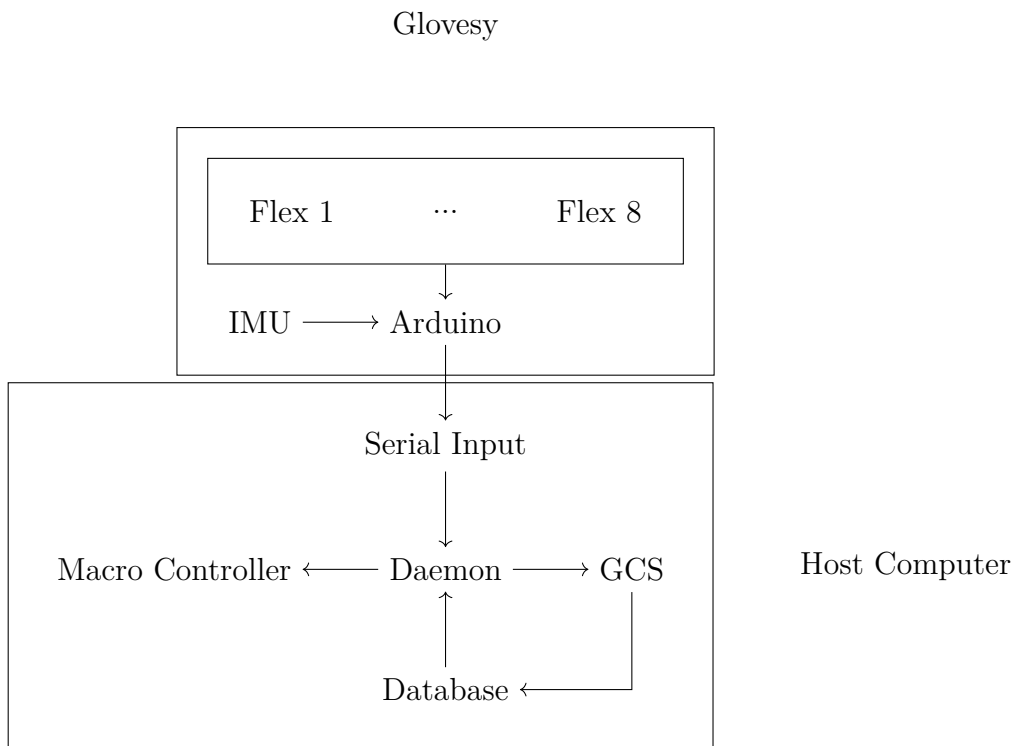 Glovesy
Flex 1 ... Flex 8
IMU Arduino
Serial Input
Macro Controller Daemon GCS Host Computer
Database